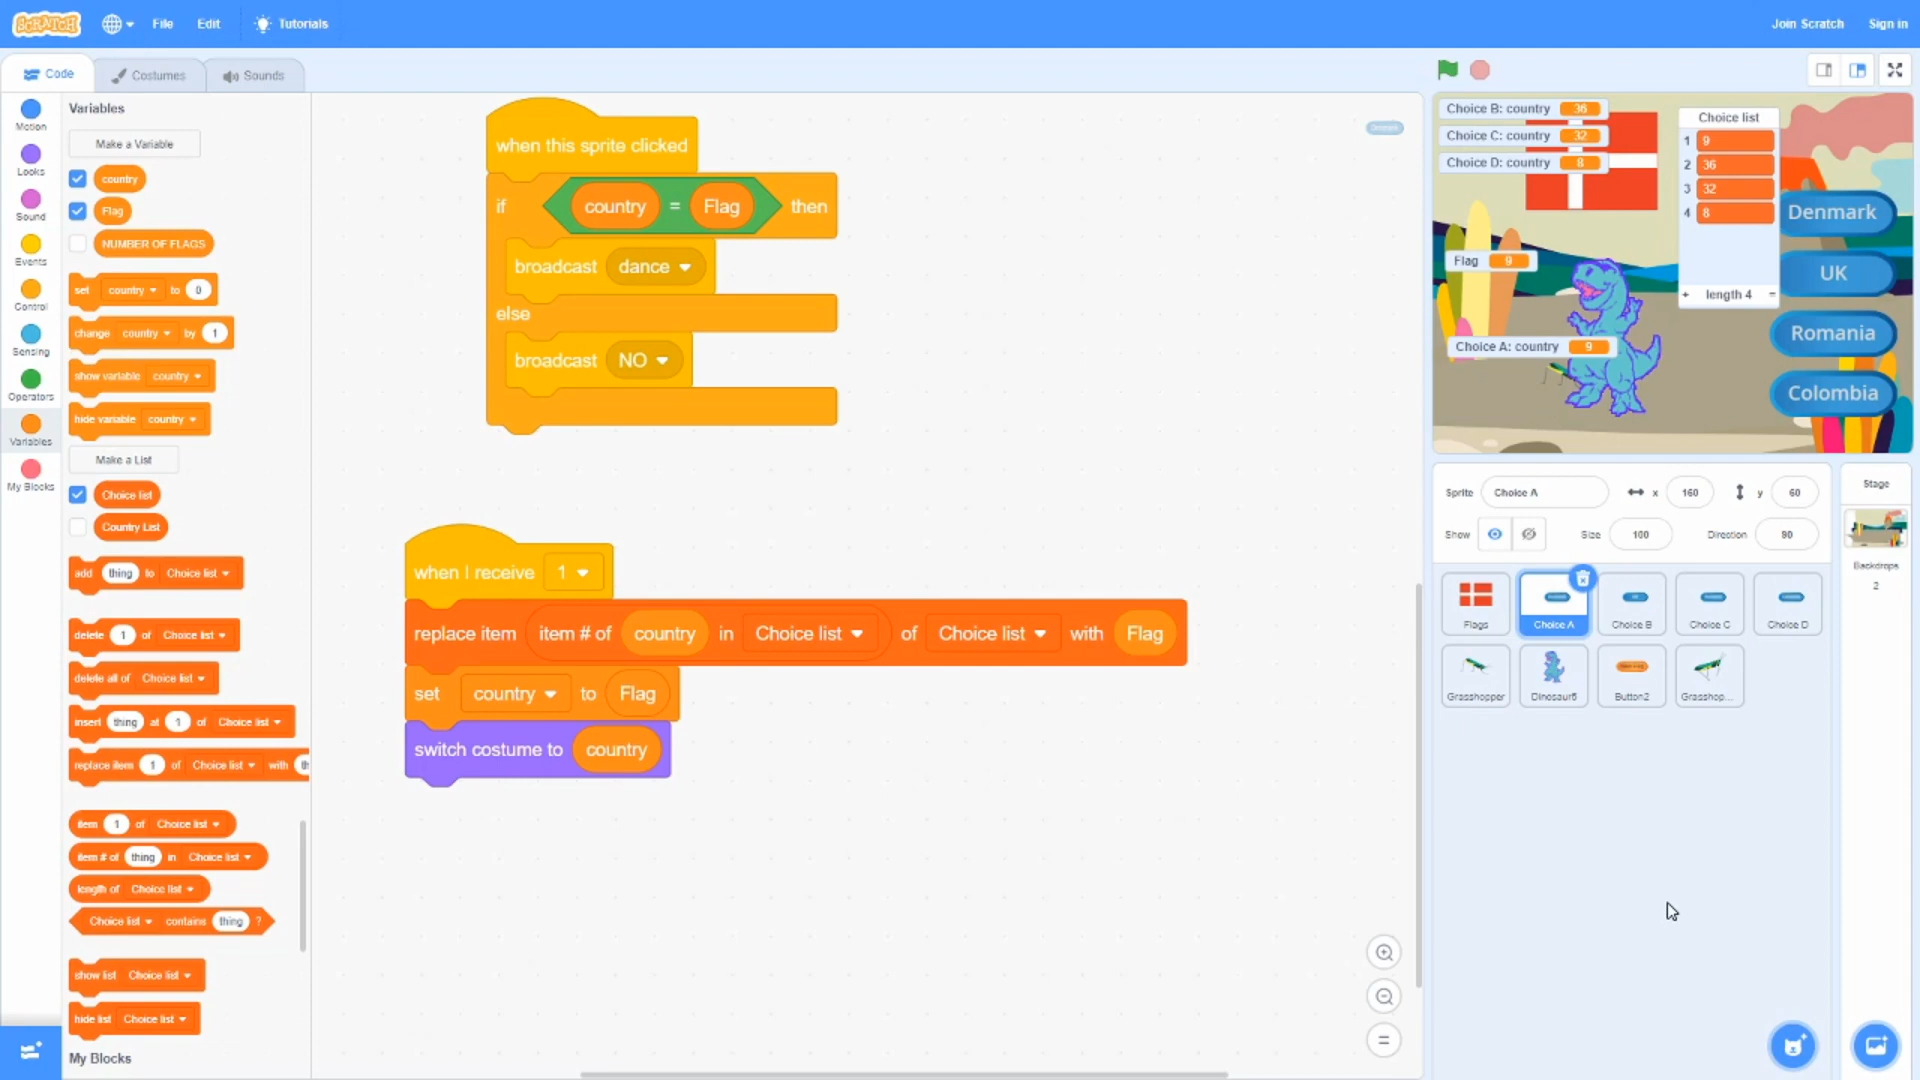 SCRATCH
File
Edit
Tutorials
Join Scratch
Sign in
Code
Costumes
Sounds
Motion
Looks
Sound
Events
Control
Sensing
Operators
Variables
My Blocks
Variables
Make a Variable
country
Flag
NUMBER OF FLAGS
set country to 0
change country by 1
show variable country
hide variable country
Make a List
Choice list
Country List
add thing to Choice list
delete 1 of Choice list
delete all of Choice list
insert thing at 1 of Choice list
replace item 1 of Choice list with
item 1 of Choice list
item # of thing in Choice list
length of Choice list
Choice list contains thing ?
show list Choice list
hide list Choice list
My Blocks
when this sprite clicked
if country = Flag then
broadcast dance
else
broadcast NO
when I receive 1
replace item item # of country in Choice list of Choice list with Flag
set country to Flag
switch costume to country
Choice B: country 36
Choice C: country 32
Choice D: country 8
Choice list
1 9
2 36
3 32
4 8
+ length 4 =
Flag 9
Choice A: country 9
Denmark
UK
Romania
Colombia
Sprite Choice A x 160 y 60
Show Size 100 Direction 90
Flags
Choice A
Choice B
Choice C
Choice D
Grasshopper
Dinosaur5
Button2
Grasshop...
Stage
Backdrops
2